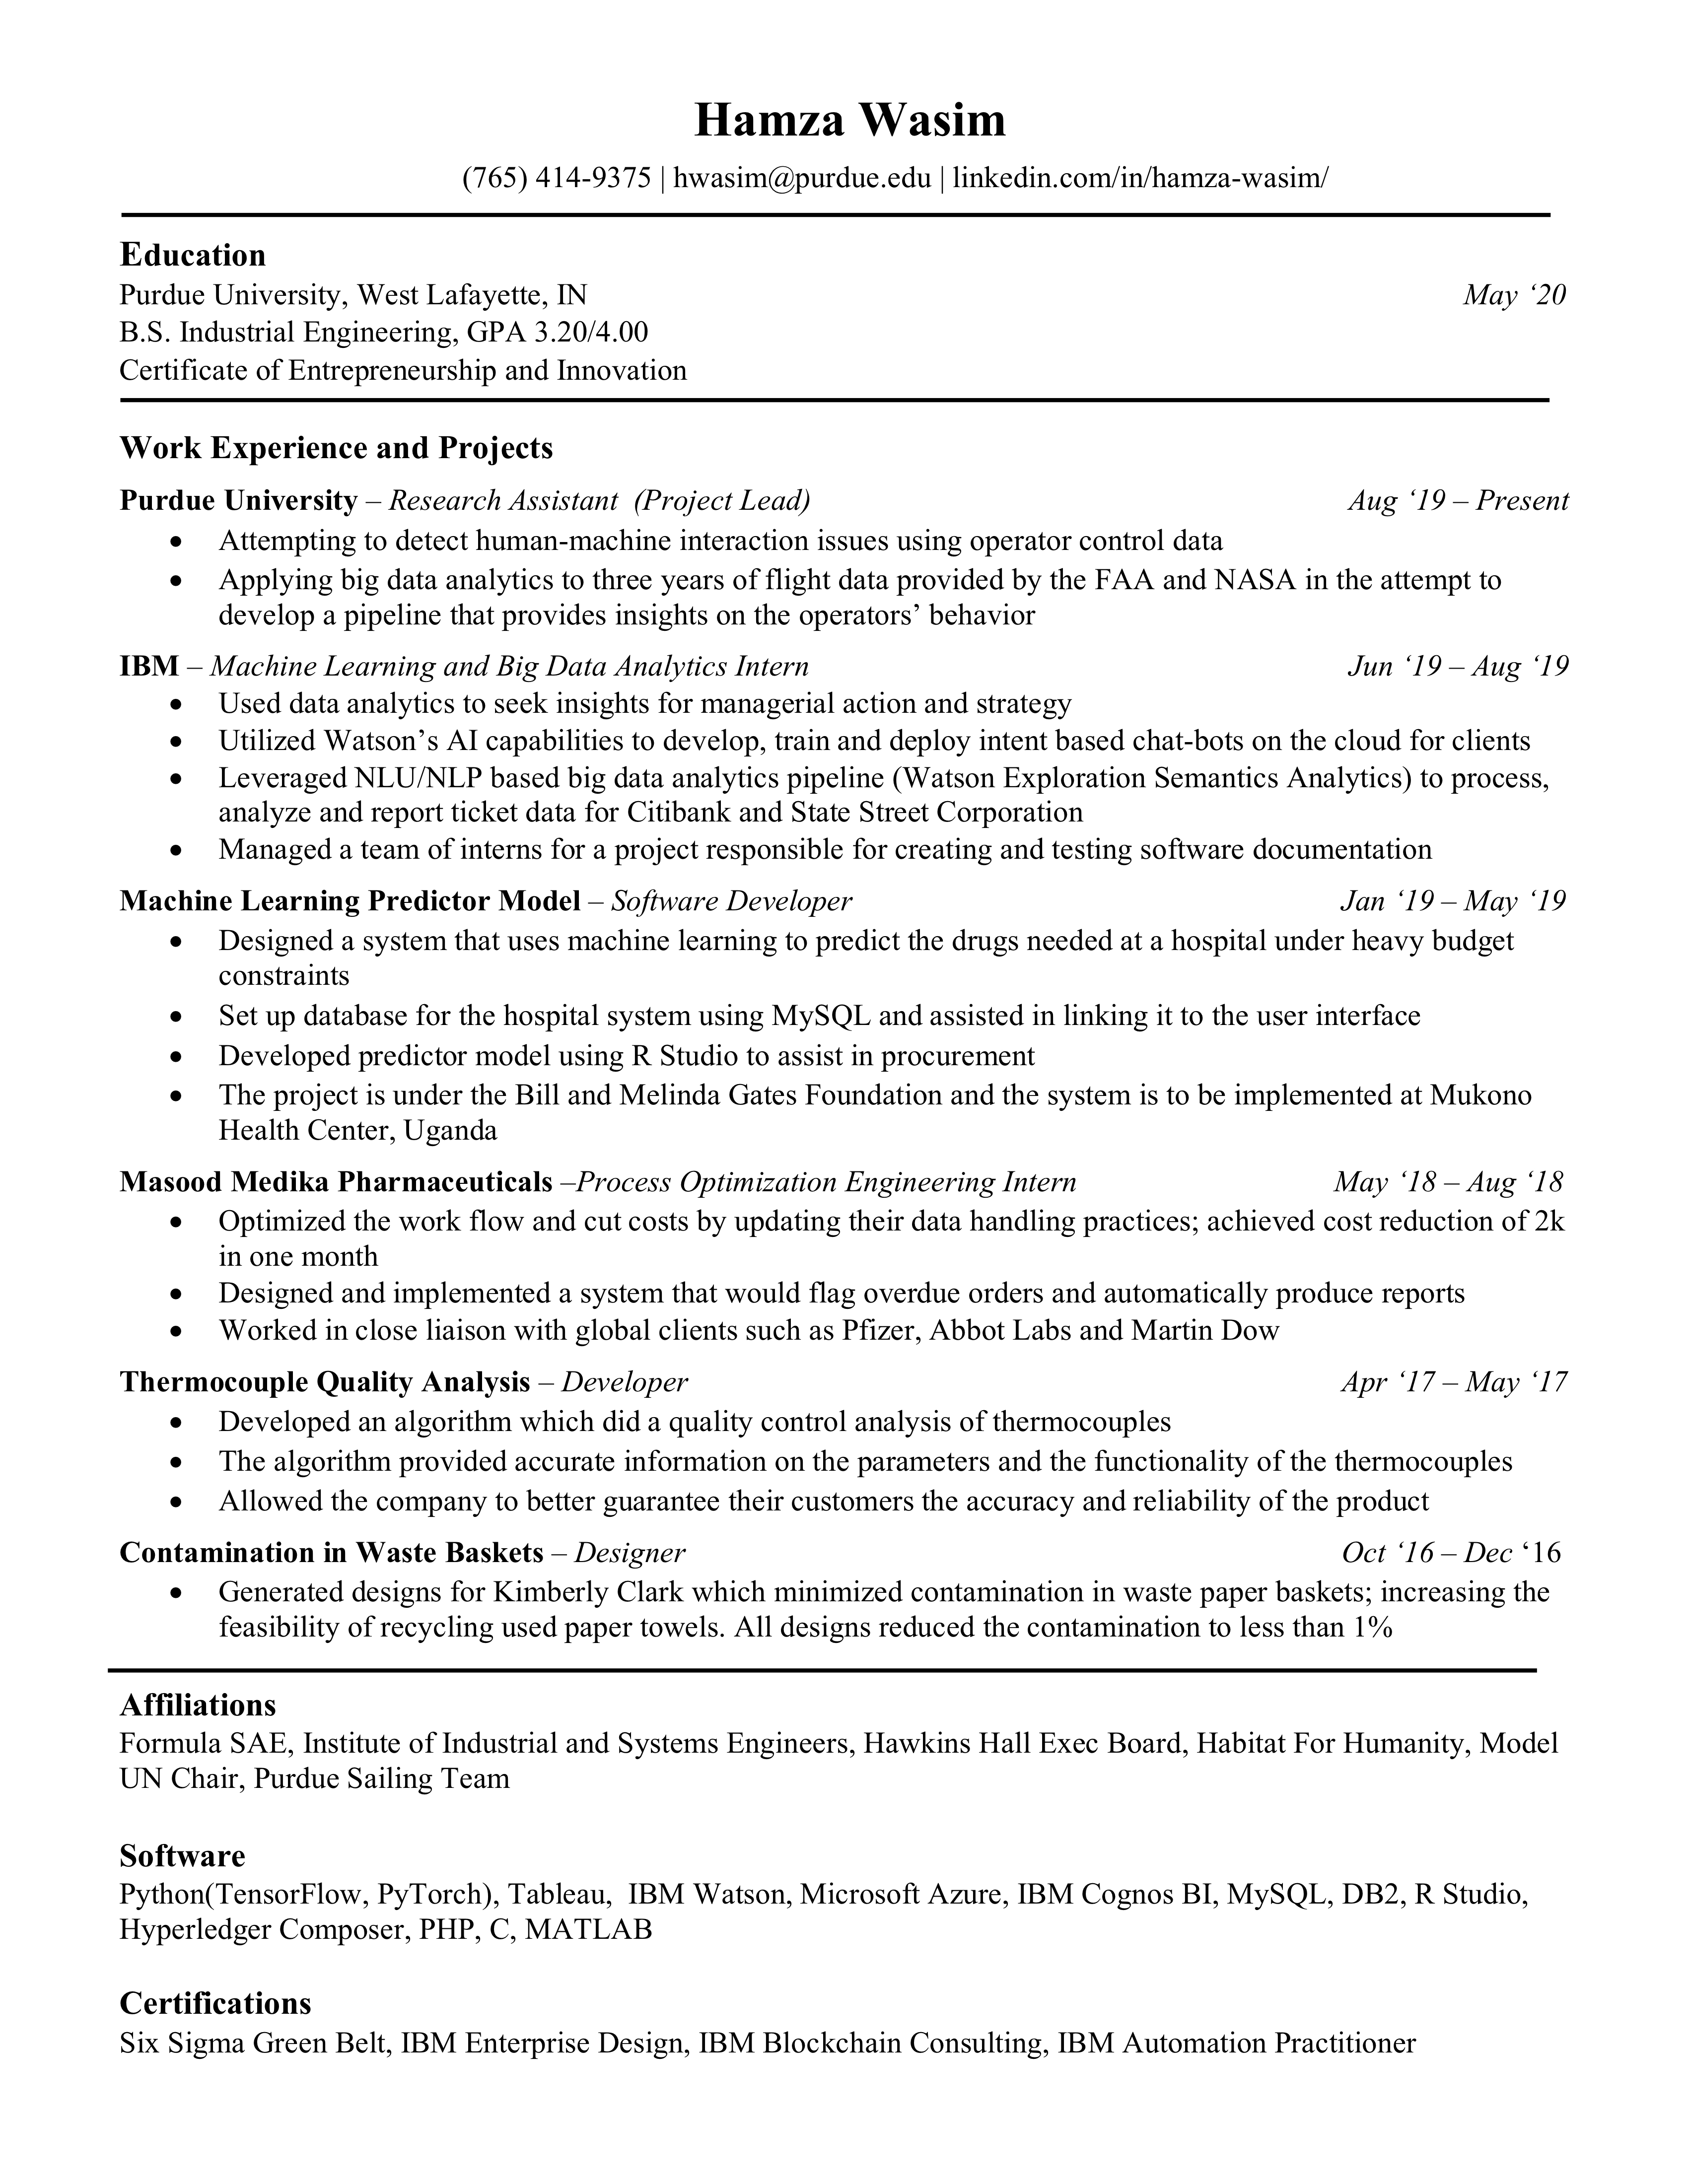 Hamza Wasim
(765) 414-9375 | hwasim@purdue.edu | linkedin.com/in/hamza-wasim/
Education
Purdue University, West Lafayette, IN May ‘20
B.S. Industrial Engineering, GPA 3.20/4.00
Certificate of Entrepreneurship and Innovation
Work Experience and Projects
Purdue University – Research Assistant (Project Lead) Aug ‘19 – Present
• Attempting to detect human-machine interaction issues using operator control data
• Applying big data analytics to three years of flight data provided by the FAA and NASA in the attempt to
develop a pipeline that provides insights on the operators’ behavior
IBM – Machine Learning and Big Data Analytics Intern Jun ‘19 – Aug ‘19
• Used data analytics to seek insights for managerial action and strategy
• Utilized Watson’s AI capabilities to develop, train and deploy intent based chat-bots on the cloud for clients
• Leveraged NLU/NLP based big data analytics pipeline (Watson Exploration Semantics Analytics) to process,
analyze and report ticket data for Citibank and State Street Corporation
• Managed a team of interns for a project responsible for creating and testing software documentation
Machine Learning Predictor Model – Software Developer Jan ‘19 – May ‘19
• Designed a system that uses machine learning to predict the drugs needed at a hospital under heavy budget
constraints
• Set up database for the hospital system using MySQL and assisted in linking it to the user interface
• Developed predictor model using R Studio to assist in procurement
• The project is under the Bill and Melinda Gates Foundation and the system is to be implemented at Mukono
Health Center, Uganda
Masood Medika Pharmaceuticals –Process Optimization Engineering Intern May ‘18 – Aug ‘18
• Optimized the work flow and cut costs by updating their data handling practices; achieved cost reduction of 2k
in one month
• Designed and implemented a system that would flag overdue orders and automatically produce reports
• Worked in close liaison with global clients such as Pfizer, Abbot Labs and Martin Dow
Thermocouple Quality Analysis – Developer Apr ‘17 – May ‘17
• Developed an algorithm which did a quality control analysis of thermocouples
• The algorithm provided accurate information on the parameters and the functionality of the thermocouples
• Allowed the company to better guarantee their customers the accuracy and reliability of the product
Contamination in Waste Baskets – Designer Oct ‘16 – Dec ‘16
• Generated designs for Kimberly Clark which minimized contamination in waste paper baskets; increasing the
feasibility of recycling used paper towels. All designs reduced the contamination to less than 1%
Affiliations
Formula SAE, Institute of Industrial and Systems Engineers, Hawkins Hall Exec Board, Habitat For Humanity, Model
UN Chair, Purdue Sailing Team
Software
Python(TensorFlow, PyTorch), Tableau, IBM Watson, Microsoft Azure, IBM Cognos BI, MySQL, DB2, R Studio,
Hyperledger Composer, PHP, C, MATLAB
Certifications
Six Sigma Green Belt, IBM Enterprise Design, IBM Blockchain Consulting, IBM Automation Practitioner